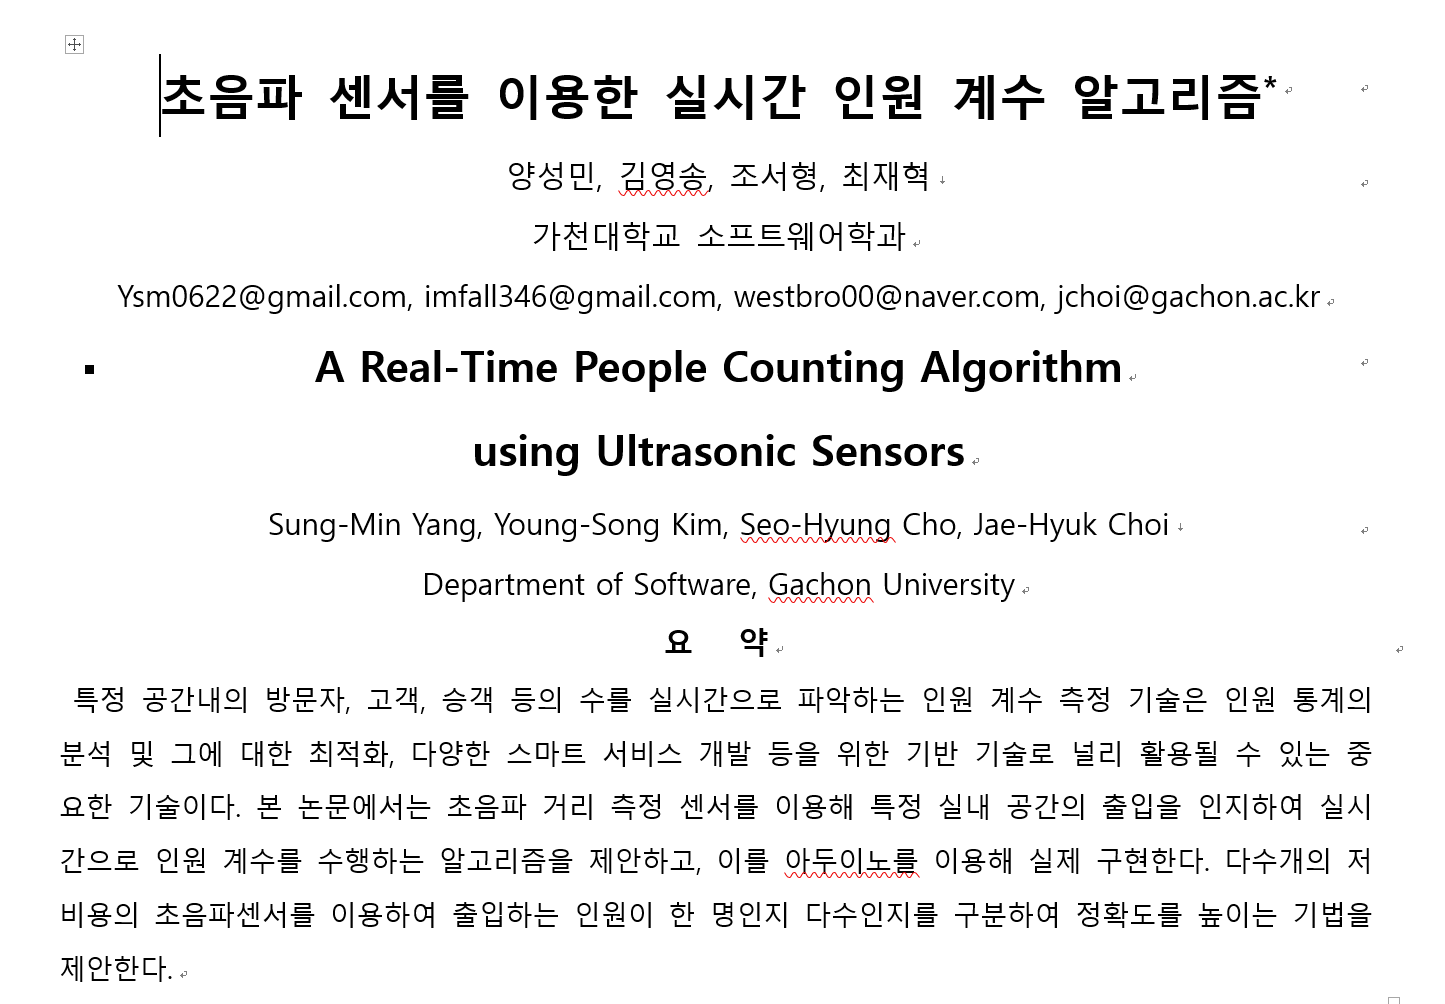 초음파 센서를 이용한 실시간 인원 계수 알고리즘*
양성민, 김영송, 조서형, 최재혁
가천대학교 소프트웨어학과
Ysm0622@gmail.com, imfall346@gmail.com, westbro00@naver.com, jchoi@gachon.ac.kr
A Real-Time People Counting Algorithm
using Ultrasonic Sensors
Sung-Min Yang, Young-Song Kim, Seo-Hyung Cho, Jae-Hyuk Choi
Department of Software, Gachon University
요 약
특정 공간내의 방문자, 고객, 승객 등의 수를 실시간으로 파악하는 인원 계수 측정 기술은 인원 통계의
분석 및 그에 대한 최적화, 다양한 스마트 서비스 개발 등을 위한 기반 기술로 널리 활용될 수 있는 중
요한 기술이다. 본 논문에서는 초음파 거리 측정 센서를 이용해 특정 실내 공간의 출입을 인지하여 실시
간으로 인원 계수를 수행하는 알고리즘을 제안하고, 이를 아두이노를 이용해 실제 구현한다. 다수개의 저
비용의 초음파센서를 이용하여 출입하는 인원이 한 명인지 다수인지를 구분하여 정확도를 높이는 기법을
제안한다.